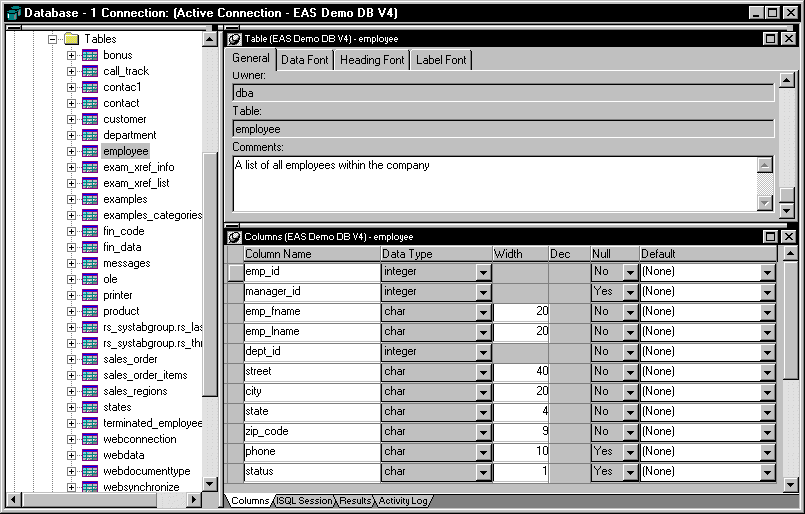 Database - 1 Connection: (Active Connection - EAS Demo DB V4)
Tables
bonus
call_track
contac1
contact
customer
department
employee
exam_xref_info
exam_xref_list
examples
examples_categories
fin_code
fin_data
messages
ole
printer
product
rs_systabgroup.rs_las
rs_systabgroup.rs_thr
sales_order
sales_order_items
sales_regions
states
terminated_employee
webconnection
webdata
webdocumenttype
websynchronize
Table (EAS Demo DB V4) - employee
General Data Font Heading Font Label Font
Owner:
dba
Table:
employee
Comments:
A list of all employees within the company
Columns (EAS Demo DB V4) - employee
Column Name Data Type Width Dec Null Default
emp_id integer No (None)
manager_id integer Yes (None)
emp_fname char 20 No (None)
emp_lname char 20 No (None)
dept_id integer No (None)
street char 40 No (None)
city char 20 No (None)
state char 4 No (None)
zip_code char 9 No (None)
phone char 10 Yes (None)
status char 1 Yes (None)
Columns ISQL Session Results Activity Log